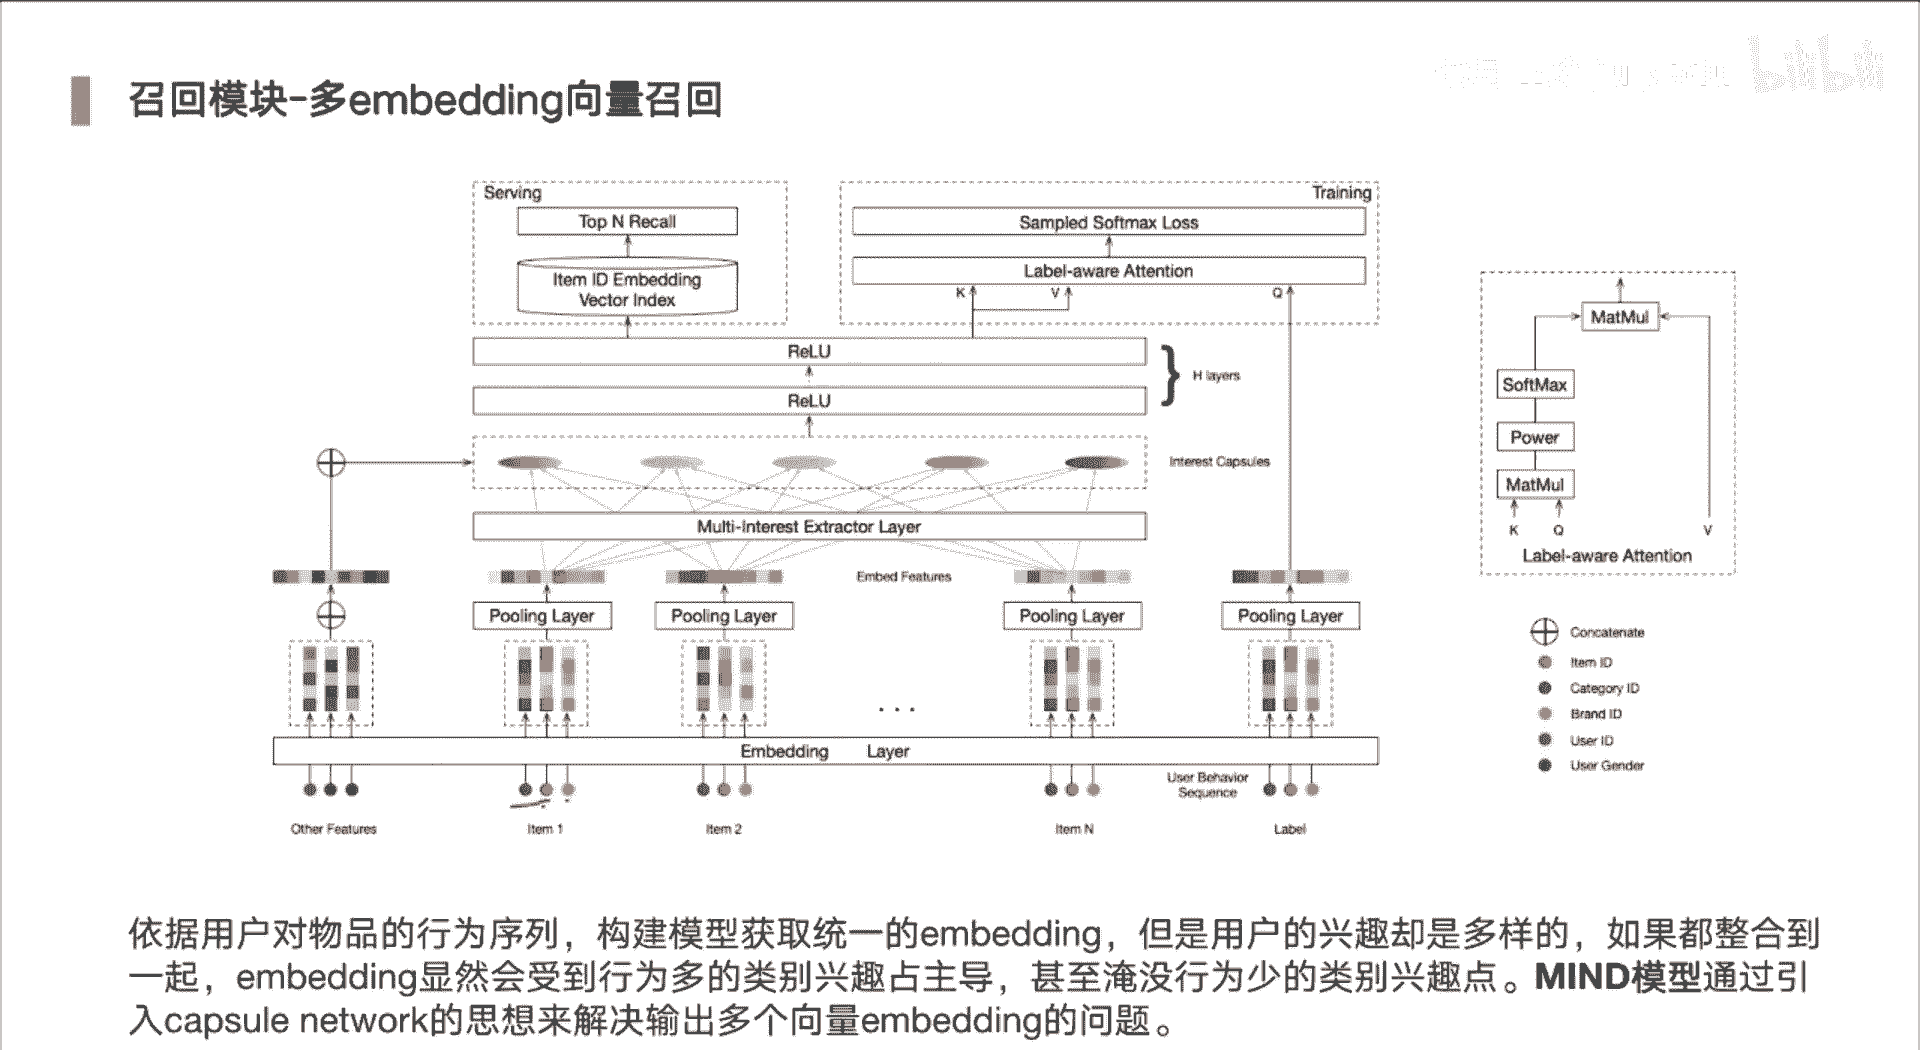 召回模块-多embedding向量召回
bilibili
Serving
Training
Top N Recall
Sampled Softmax Loss
Item ID Embedding
Vector Index
Label-aware Attention
K
V
Q
ReLU
ReLU
H layers
Interest Capsules
Multi-Interest Extractor Layer
Embed Features
Pooling Layer
Pooling Layer
Pooling Layer
Pooling Layer
...
Embedding Layer
User Behavior
Sequence
Other Features
Item 1
Item 2
Item N
Label
MatMul
SoftMax
Power
MatMul
K
Q
V
Label-aware Attention
Concatenate
Item ID
Category ID
Brand ID
User ID
User Gender
依据用户对物品的行为序列，构建模型获取统一的embedding，但是用户的兴趣却是多样的，如果都整合到
一起，embedding显然会受到行为多的类别兴趣占主导，甚至淹没行为少的类别兴趣点。MIND模型通过引
入capsule network的思想来解决输出多个向量embedding的问题。